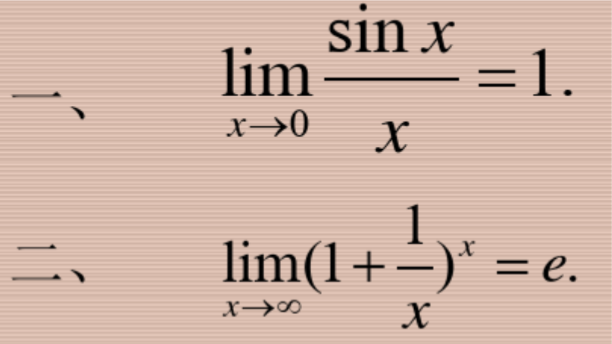 一、 lim_{x→0} sin x / x = 1.
二、 lim_{x→∞} (1 + 1/x)^x = e.